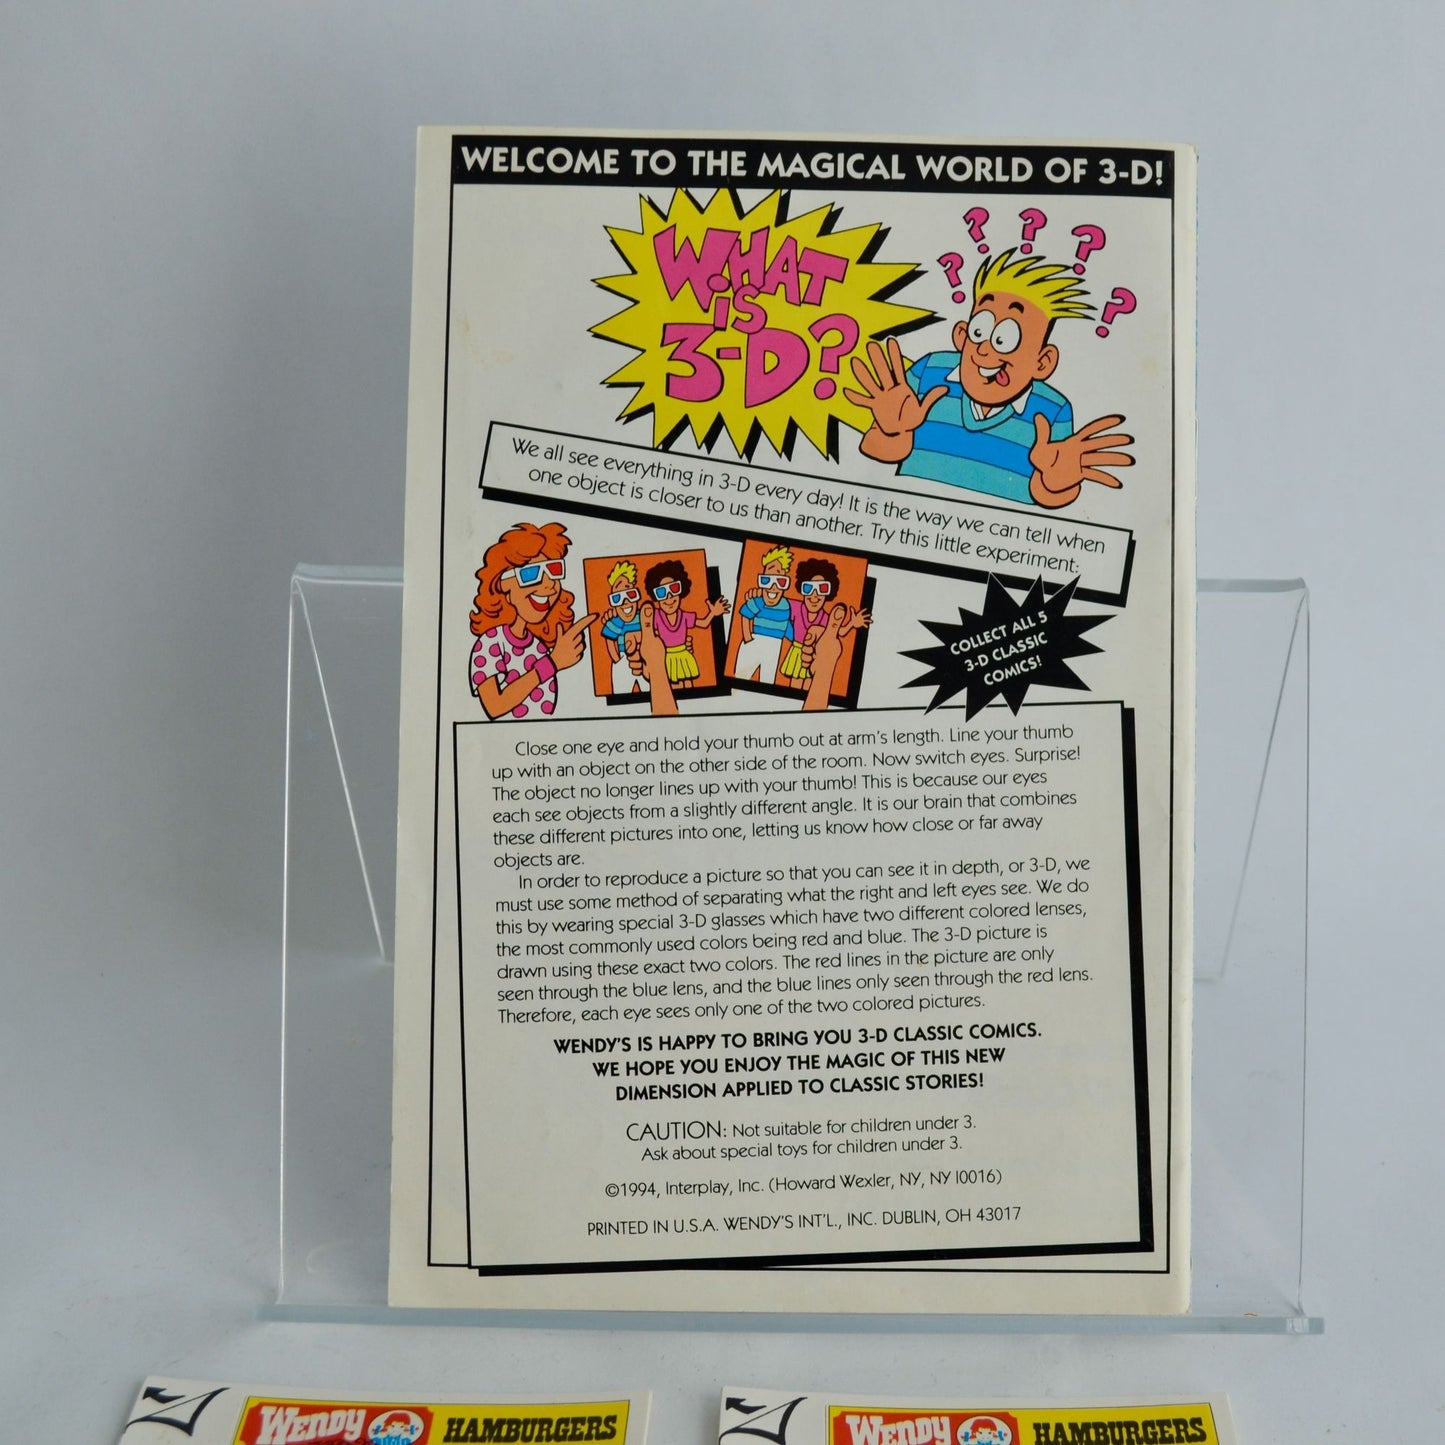 WELCOME TO THE MAGICAL WORLD OF 3-D!
WHAT
iS
3-D?
? ? ? ? ?
We all see everything in 3-D every day! It is the way we can tell when
one object is closer to us than another. Try this little experiment:
COLLECT ALL 5
3-D CLASSIC
COMICS!
Close one eye and hold your thumb out at arm's length. Line your thumb
up with an object on the other side of the room. Now switch eyes. Surprise!
The object no longer lines up with your thumb! This is because our eyes
each see objects from a slightly different angle. It is our brain that combines
these different pictures into one, letting us know how close or far away
objects are.
In order to reproduce a picture so that you can see it in depth, or 3-D, we
must use some method of separating what the right and left eyes see. We do
this by wearing special 3-D glasses which have two different colored lenses,
the most commonly used colors being red and blue. The 3-D picture is
drawn using these exact two colors. The red lines in the picture are only
seen through the blue lens, and the blue lines only seen through the red lens.
Therefore, each eye sees only one of the two colored pictures.
WENDY'S IS HAPPY TO BRING YOU 3-D CLASSIC COMICS.
WE HOPE YOU ENJOY THE MAGIC OF THIS NEW
DIMENSION APPLIED TO CLASSIC STORIES!
CAUTION: Not suitable for children under 3.
Ask about special toys for children under 3.
©1994, Interplay, Inc. (Howard Wexler, NY, NY I0016)
PRINTED IN U.S.A. WENDY'S INT'L., INC. DUBLIN, OH 43017
WENDY HAMBURGERS
WENDY HAMBURGERS